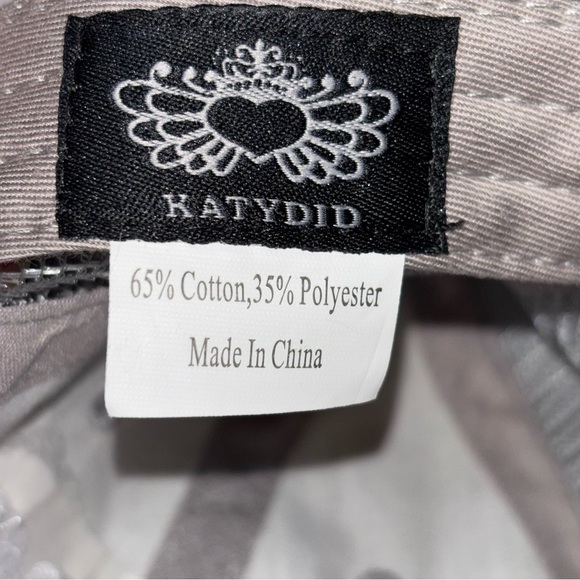 KATYDID
65% Cotton,35% Polyester
Made In China